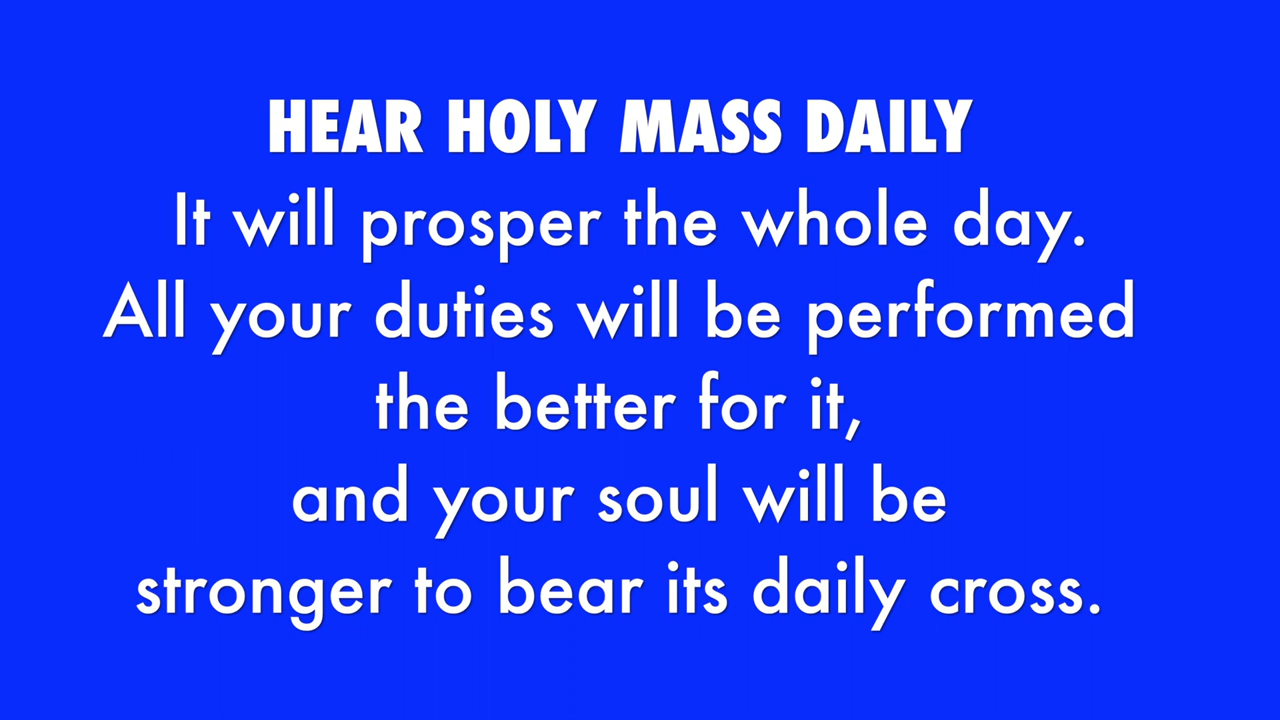 HEAR HOLY MASS DAILY
It will prosper the whole day.
All your duties will be performed
the better for it,
and your soul will be
stronger to bear its daily cross.